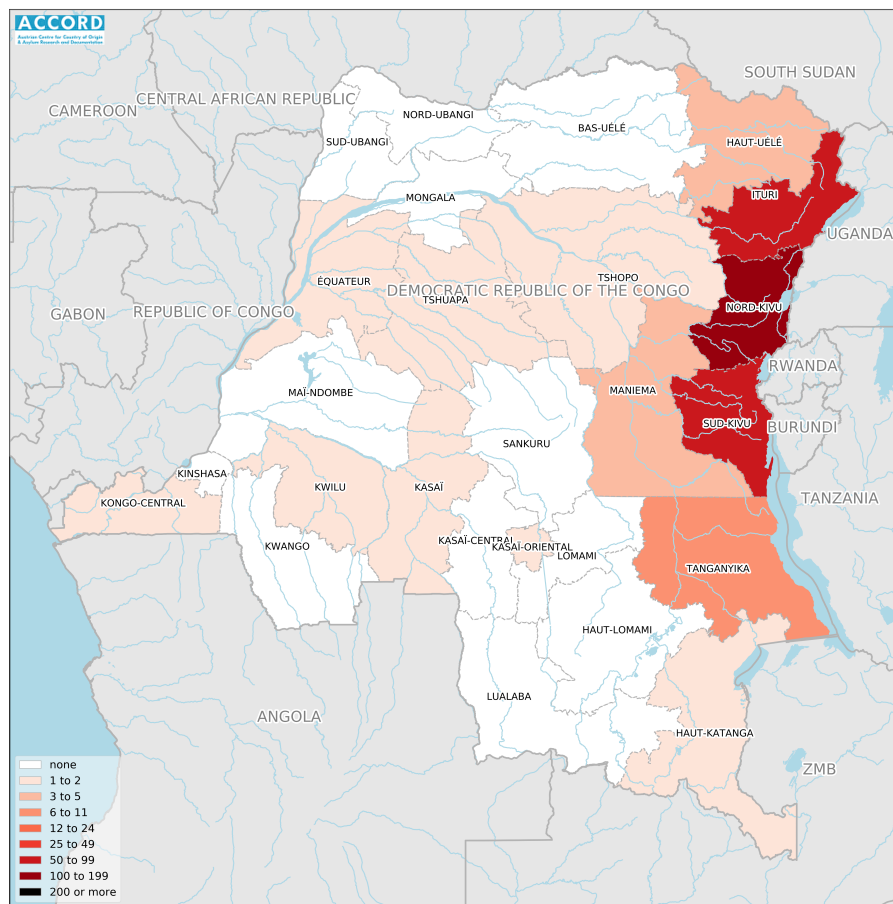 ACCORD
Austrian Centre for Country of Origin
& Asylum Research and Documentation
SOUTH SUDAN
CENTRAL AFRICAN REPUBLIC
CAMEROON
NORD-UBANGI
BAS-UÉLÉ
SUD-UBANGI
HAUT-UÉLÉ
ITURI
MONGALA
UGANDA
TSHOPO
ÉQUATEUR
DEMOCRATIC REPUBLIC OF THE CONGO
TSHUAPA
NORD-KIVU
GABON
REPUBLIC OF CONGO
RWANDA
MANIEMA
MAÏ-NDOMBE
SUD-KIVU
BURUNDI
SANKURU
KINSHASA
KWILU
KASAÏ
TANZANIA
KONGO-CENTRAL
KASAÏ-CENTRAL
KWANGO
KASAÏ-ORIENTAL
LOMAMI
TANGANYIKA
HAUT-LOMAMI
LUALABA
ANGOLA
HAUT-KATANGA
ZMB
none
1 to 2
3 to 5
6 to 11
12 to 24
25 to 49
50 to 99
100 to 199
200 or more